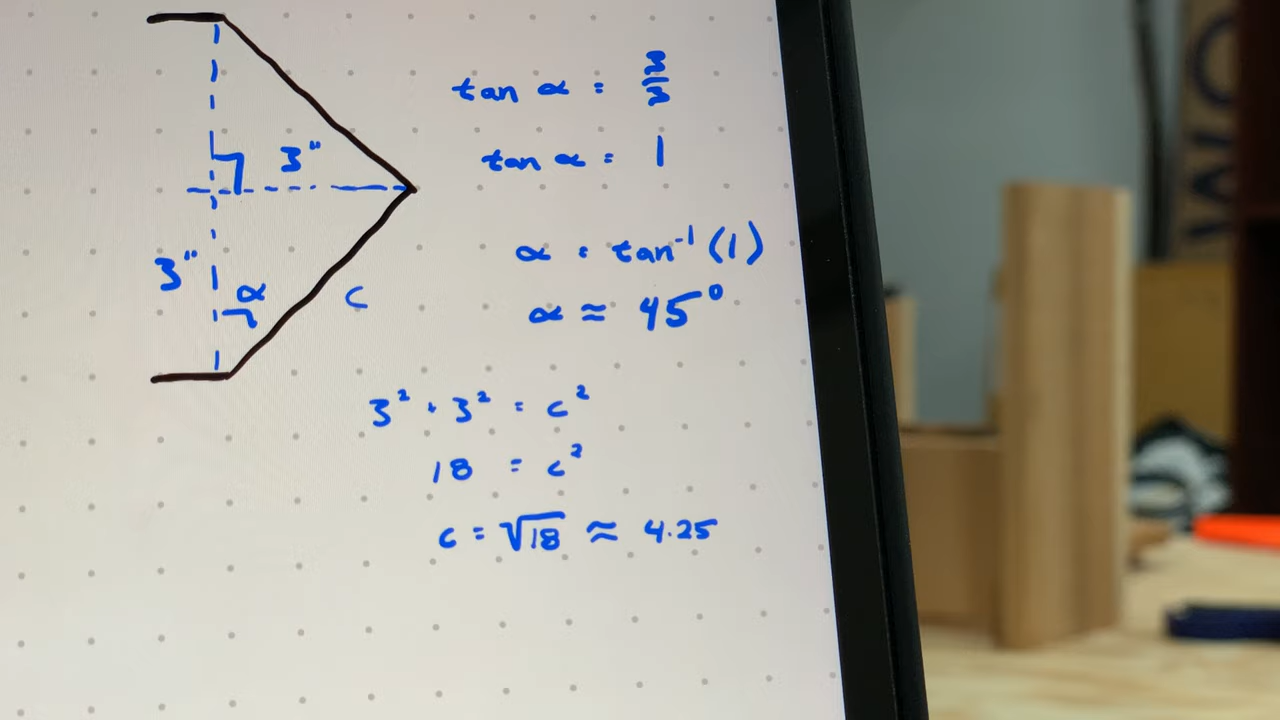 tan α = 3/3
tan α = 1
3"
α = tan⁻¹(1)
3"
α
c
α ≈ 45°
3² + 3² = c²
18 = c²
c = √18 ≈ 4.25